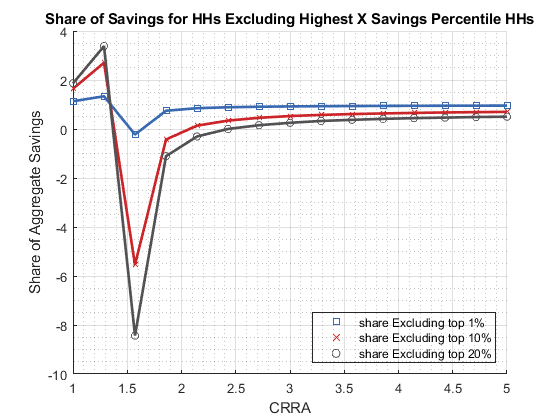 Share of Savings for HHs Excluding Highest X Savings Percentile HHs
4
2
0
-2
-4
-6
-8
-10
Share of Aggregate Savings
share Excluding top 1%
share Excluding top 10%
share Excluding top 20%
1
1.5
2
2.5
3
3.5
4
4.5
5
CRRA